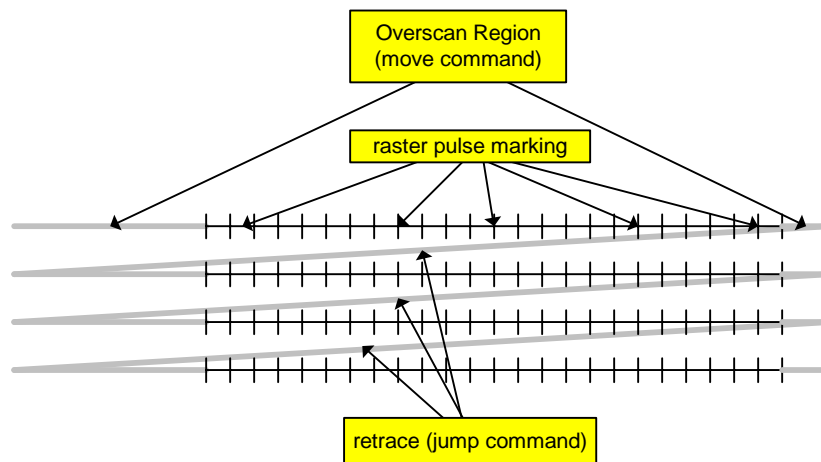 Overscan Region
(move command)
raster pulse marking
retrace (jump command)